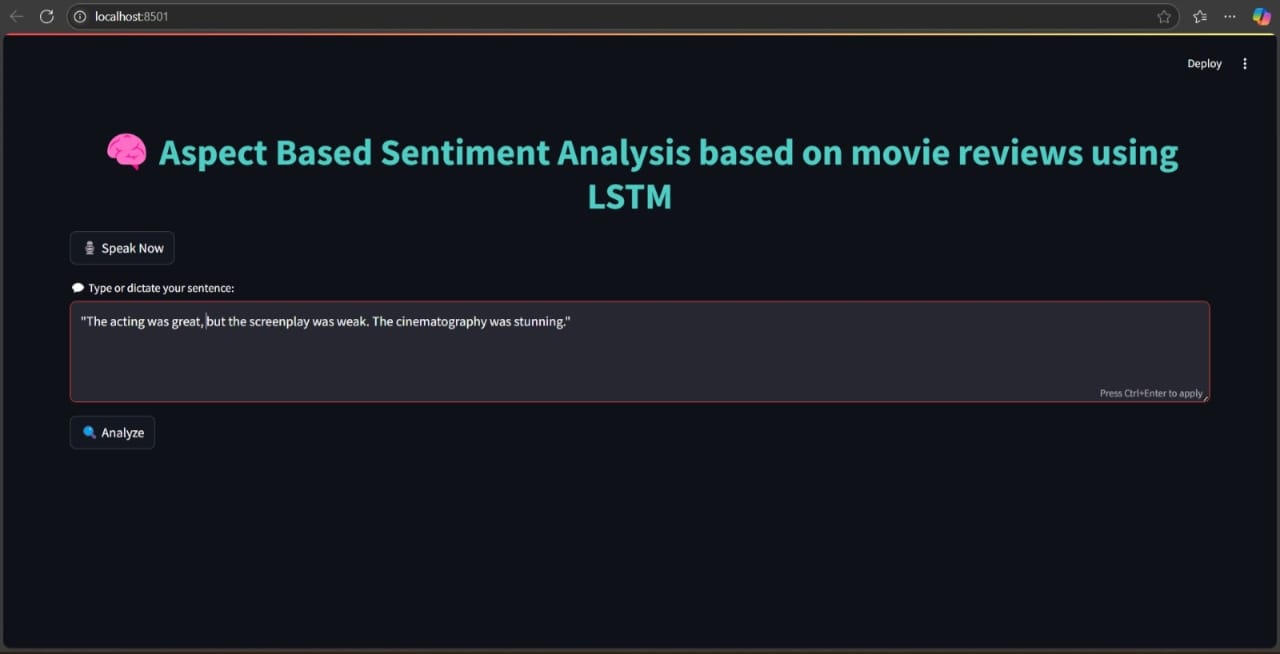 localhost:8501
Deploy
Aspect Based Sentiment Analysis based on movie reviews using
LSTM
Speak Now
Type or dictate your sentence:
"The acting was great, but the screenplay was weak. The cinematography was stunning."
Press Ctrl+Enter to apply
Analyze